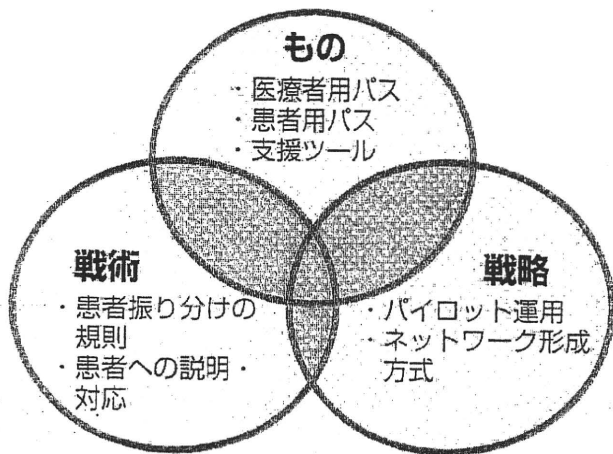 もの
・医療者用パス
・患者用パス
・支援ツール
戦術
・患者振り分けの
規則
・患者への説明・
対応
戦略
・パイロット運用
・ネットワーク形成
方式